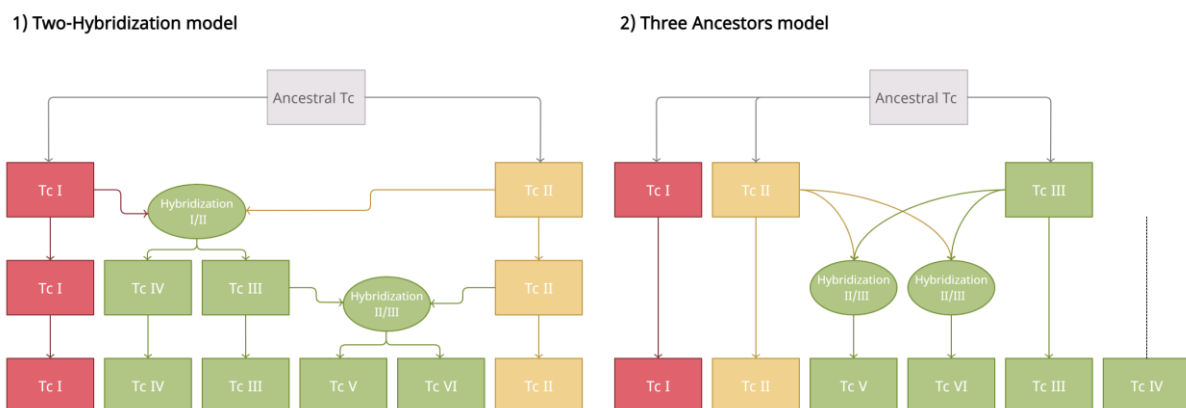 1) Two-Hybridization model
Ancestral Tc
Tc I
Tc II
Hybridization
I/II
Tc I
Tc IV
Tc III
Hybridization
II/III
Tc II
Tc I
Tc IV
Tc III
Tc V
Tc VI
Tc II
2) Three Ancestors model
Ancestral Tc
Tc I
Tc II
Tc III
Hybridization
II/III
Hybridization
II/III
Tc I
Tc II
Tc V
Tc VI
Tc III
Tc IV